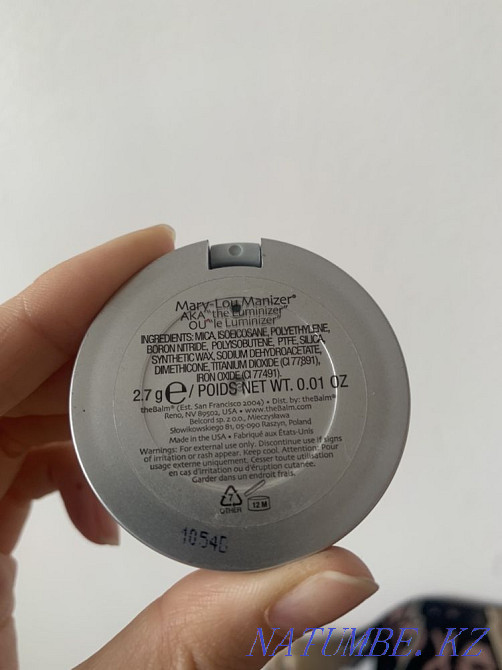 Mary-Lou Manizer®
AKA "the Luminizer"
OU "le Luminizer"
INGREDIENTS: MICA, ISOEICOSANE, POLYETHYLENE,
BORON NITRIDE, POLYISOBUTENE, PTFE, SILICA,
SYNTHETIC WAX, SODIUM DEHYDROACETATE,
DIMETHICONE, TITANIUM DIOXIDE (CI 77891),
IRON OXIDE (CI 77491).
2.7 g e / POIDS NET WT. 0.01 OZ
theBalm® (Est. San Francisco 2004) • Dist. by: theBalm®
Reno, NV 89502, USA • www.theBalm.com
Belcord sp. z o.o., Mieczysława
Słowikowskiego 81, 05-090 Raszyn, Poland
Made in the USA • Fabriqué aux États-Unis
Warnings: For external use only. Discontinue use if signs
of irritation or rash appear. Keep cool. Attention: Pour
usage externe uniquement. Cesser toute utilisation
en cas d'irritation ou d'éruption cutanée.
Garder dans un endroit frais.
7
OTHER
12 M
1054D
NATUMBE.KZ